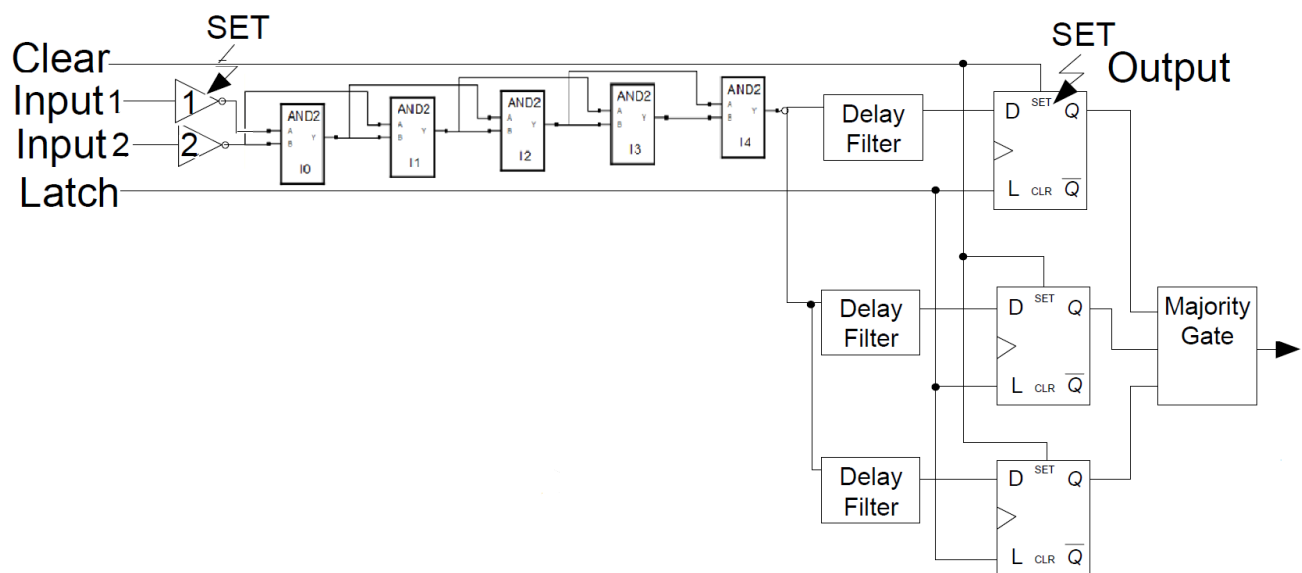 SET
Clear
Input 1
Input 2
Latch
1
2
AND2
A
B
Y
I0
AND2
A
B
Y
I1
AND2
A
B
Y
I2
AND2
A
B
Y
I3
AND2
A
B
Y
I4
Delay
Filter
SET
Output
D SET Q
L CLR Q
Delay
Filter
D SET Q
L CLR Q
Majority
Gate
Delay
Filter
D SET Q
L CLR Q